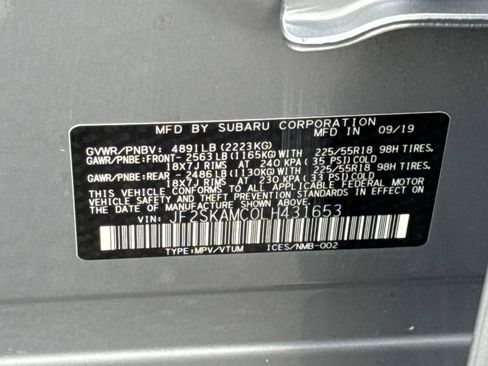 MFD BY SUBARU CORPORATION
MFD IN 09/19
GVWR/PNBV: 4891LB (2223KG)
GAWR/PNBE:FRONT- 2563LB(1165KG)WITH 225/55R18 98H TIRES,
18X7J RIMS AT 240 KPA(35 PSI)COLD
GAWR/PNBE:REAR - 2486LB(1130KG)WITH 225/55R18 98H TIRES,
18X7J RIMS AT 230 KPA(33 PSI)COLD
THIS VEHICLE CONFORMS TO ALL APPLICABLE FEDERAL MOTOR
VEHICLE SAFETY STANDARDS IN EFFECT ON
THE DATE OF MANUFACTURE SHOWN ABOVE.
VIN: JF2SKAMC0LH431653
TYPE:MPV/VTUM ICES/NMB-002